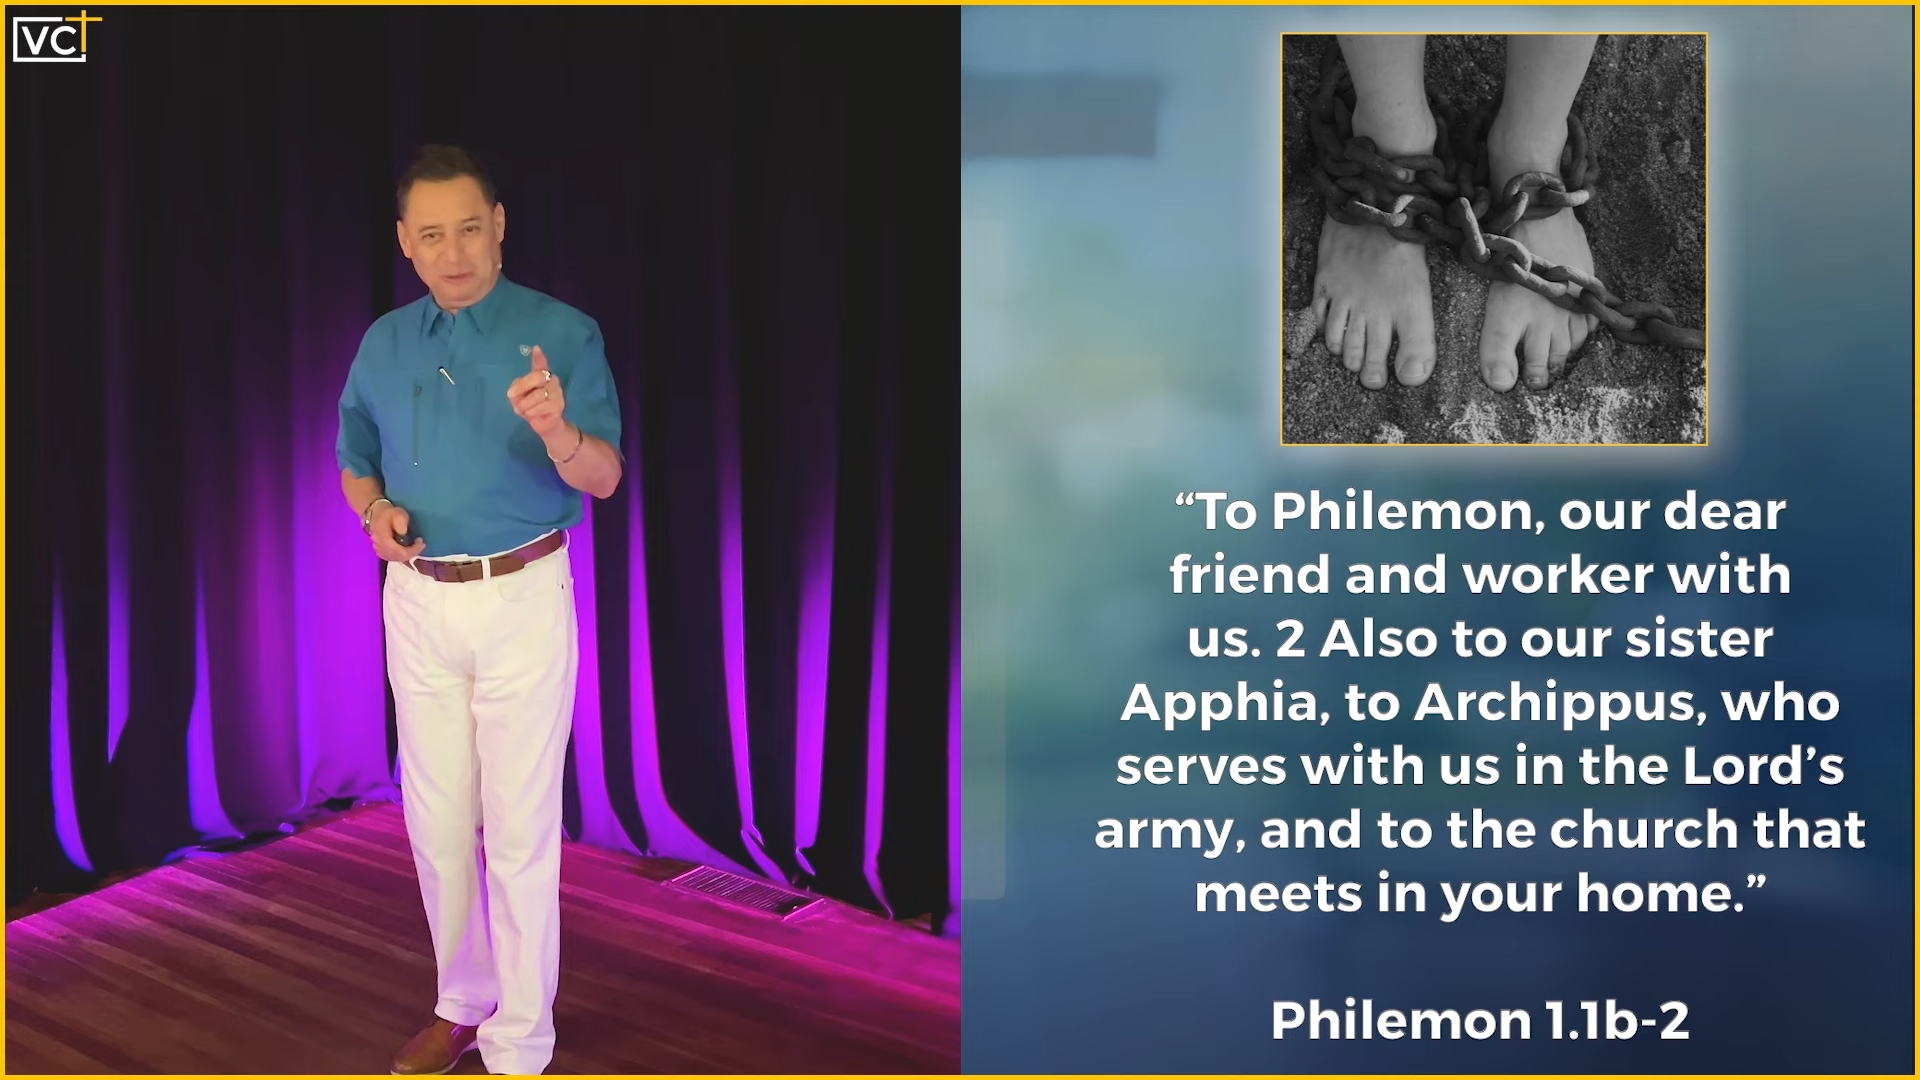 VC
“To Philemon, our dear
friend and worker with
us. 2 Also to our sister
Apphia, to Archippus, who
serves with us in the Lord’s
army, and to the church that
meets in your home.”
Philemon 1.1b-2